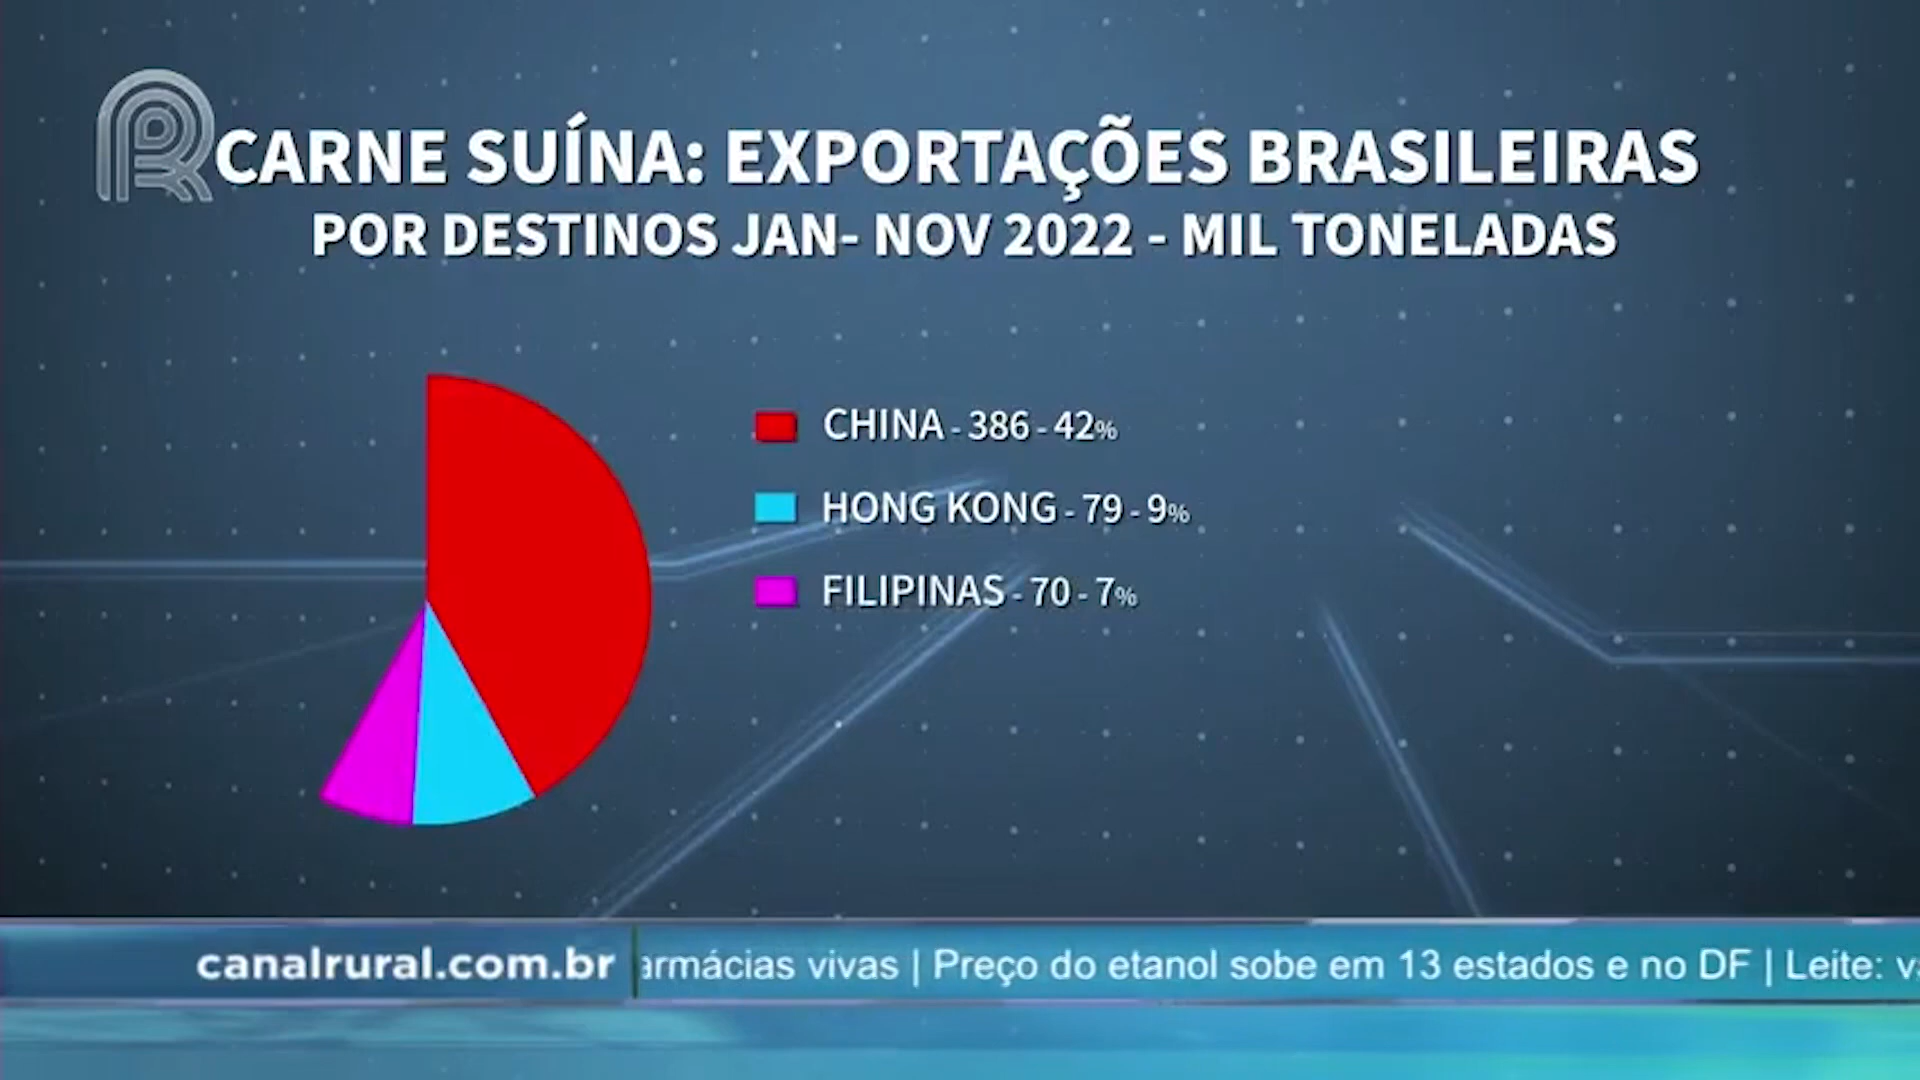 CARNE SUÍNA: EXPORTAÇÕES BRASILEIRAS
POR DESTINOS JAN- NOV 2022 - MIL TONELADAS
CHINA - 386 - 42%
HONG KONG - 79 - 9%
FILIPINAS - 70 - 7%
canalrural.com.br
armácias vivas | Preço do etanol sobe em 13 estados e no DF | Leite: va